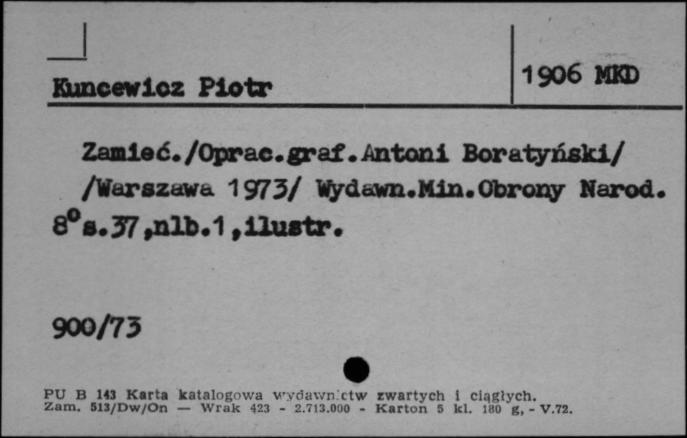 1906 MKD
Kuncewicz Piotr
Zamieć./Oprac.graf.Antoni Boratyński/
/Warszawa 1973/ Wydawn.Min.Obrony Narod.
8° s.37,nlb.1,ilustr.
900/73
PU B 143 Karta katalogowa wydawnictw zwartych i ciągłych.
Zam. 513/Dw/On — Wrak 423 - 2.713.000 - Karton 5 kl. 180 g, - V.72.